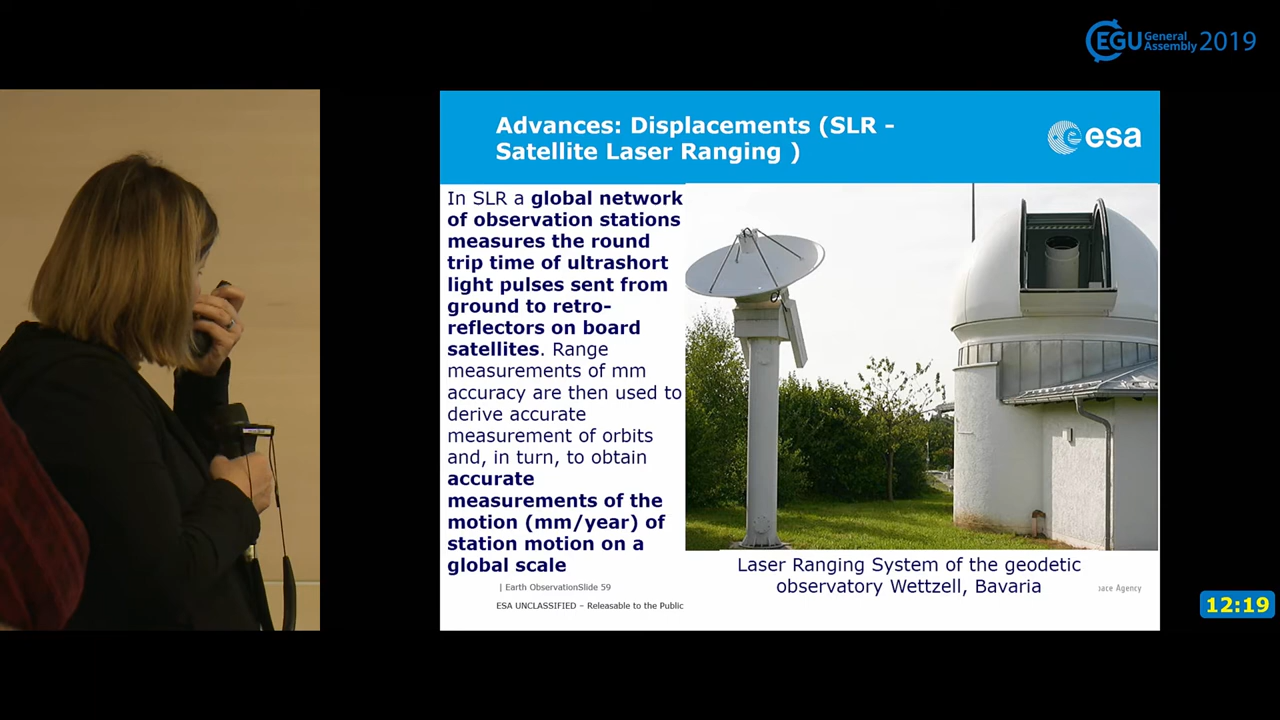 EGU General
Assembly 2019
Advances: Displacements (SLR -
Satellite Laser Ranging )
esa
In SLR a global network
of observation stations
measures the round
trip time of ultrashort
light pulses sent from
ground to retro-
reflectors on board
satellites. Range
measurements of mm
accuracy are then used to
derive accurate
measurement of orbits
and, in turn, to obtain
accurate
measurements of the
motion (mm/year) of
station motion on a
global scale
Laser Ranging System of the geodetic
observatory Wettzell, Bavaria
| Earth ObservationSlide 59
ESA UNCLASSIFIED – Releasable to the Public
Agency
12:19